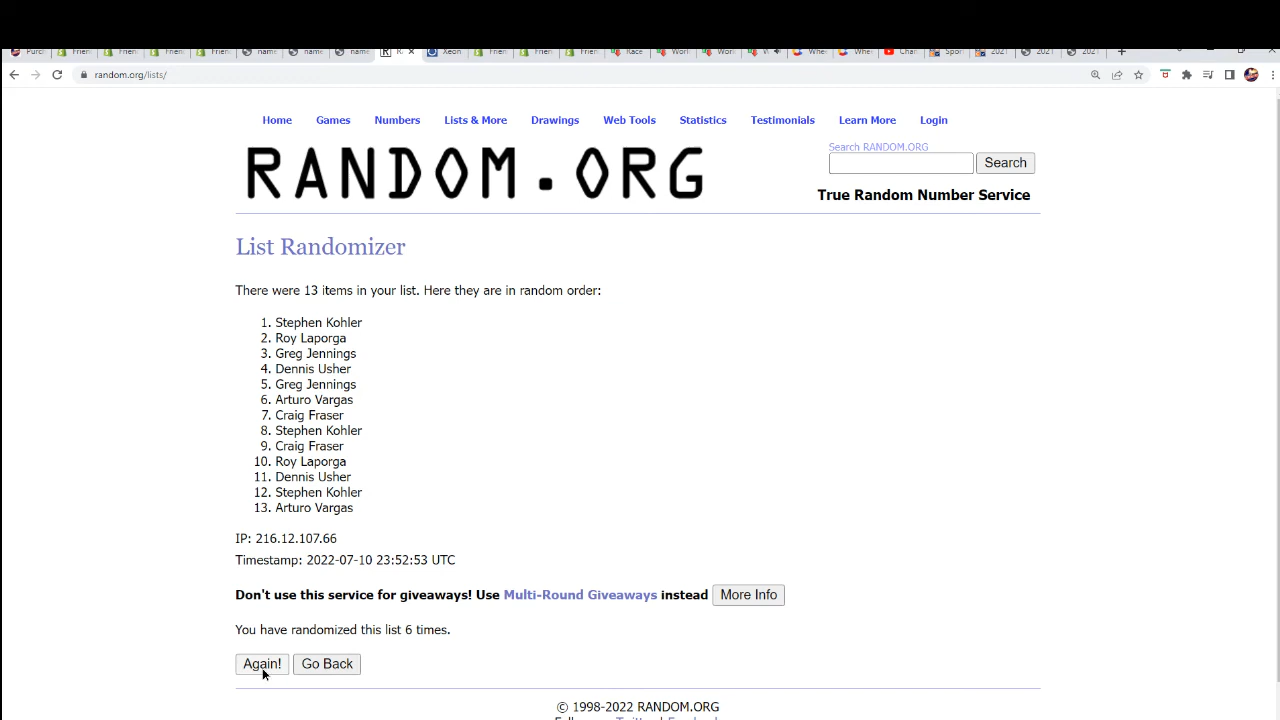 random.org/lists/
Home Games Numbers Lists & More Drawings Web Tools Statistics Testimonials Learn More Login
RANDOM.ORG
Search RANDOM.ORG
Search
True Random Number Service
List Randomizer
There were 13 items in your list. Here they are in random order:
1. Stephen Kohler
2. Roy Laporga
3. Greg Jennings
4. Dennis Usher
5. Greg Jennings
6. Arturo Vargas
7. Craig Fraser
8. Stephen Kohler
9. Craig Fraser
10. Roy Laporga
11. Dennis Usher
12. Stephen Kohler
13. Arturo Vargas
IP: 216.12.107.66
Timestamp: 2022-07-10 23:52:53 UTC
Don't use this service for giveaways! Use Multi-Round Giveaways instead More Info
You have randomized this list 6 times.
Again! Go Back
© 1998-2022 RANDOM.ORG